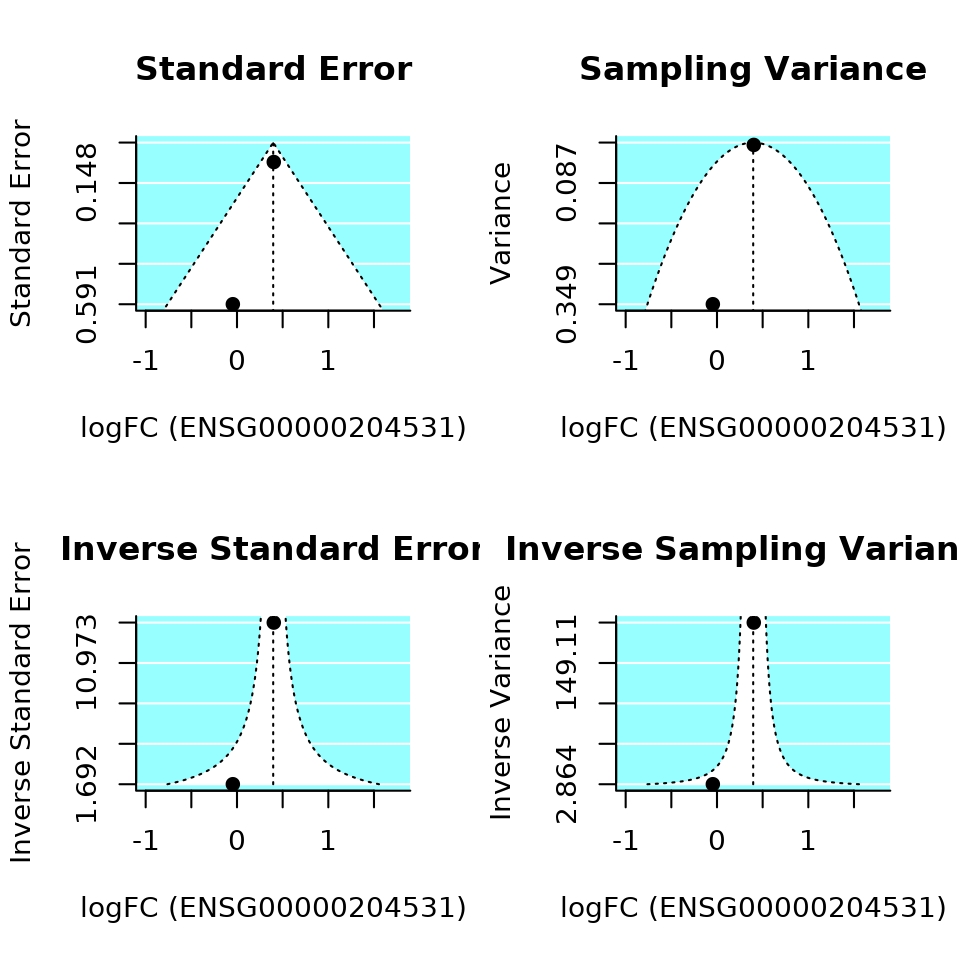 Standard Error
Standard Error
0.148
0.591
-1 0 1
logFC (ENSG00000204531)
Sampling Variance
Variance
0.087
0.349
-1 0 1
logFC (ENSG00000204531)
Inverse Standard Error
Inverse Standard Error
10.973
1.692
-1 0 1
logFC (ENSG00000204531)
Inverse Sampling Varian
Inverse Variance
149.11
2.864
-1 0 1
logFC (ENSG00000204531)